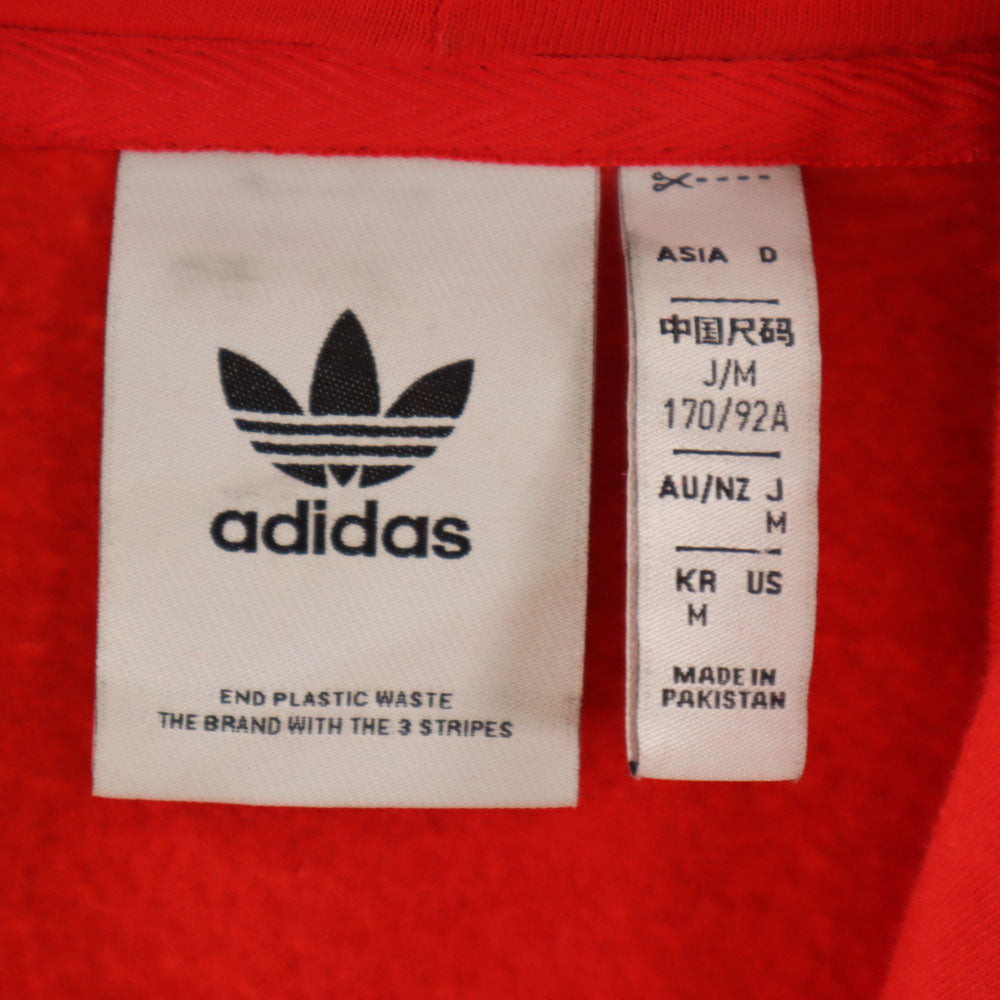 adidas
END PLASTIC WASTE
THE BRAND WITH THE 3 STRIPES
ASIA D
中国尺码
J/M
170/92A
AU/NZ J
M
KR US
M
MADE IN
PAKISTAN